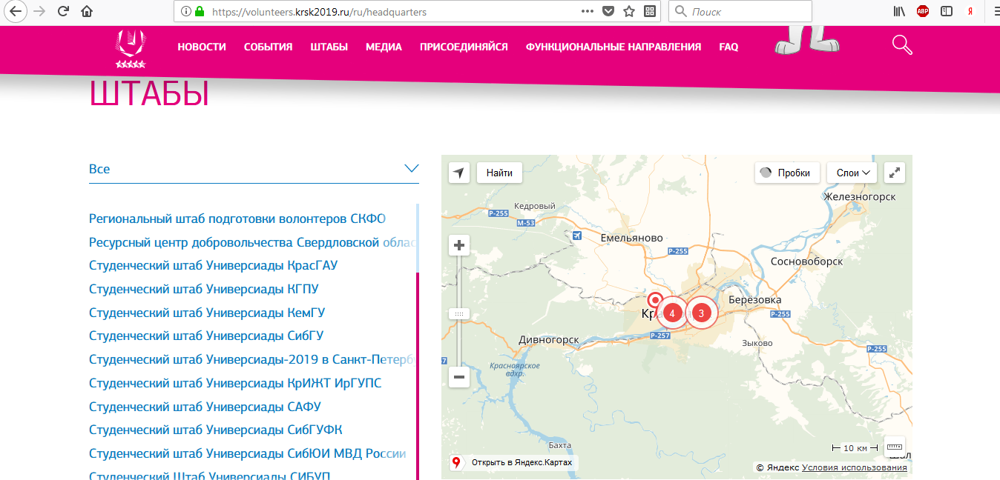 https://volunteers.krsk2019.ru/ru/headquarters
Поиск
ABP
Я
НОВОСТИ СОБЫТИЯ ШТАБЫ МЕДИА ПРИСОЕДИНЯЙСЯ ФУНКЦИОНАЛЬНЫЕ НАПРАВЛЕНИЯ FAQ
ШТАБЫ
Все
Региональный штаб подготовки волонтеров СКФО
Ресурсный центр добровольчества Свердловской облас
Студенческий штаб Универсиады КрасГАУ
Студенческий штаб Универсиады КГПУ
Студенческий штаб Универсиады КемГУ
Студенческий штаб Универсиады СибГУ
Студенческий штаб Универсиады-2019 в Санкт-Петербу
Студенческий штаб Универсиады КрИЖТ ИрГУПС
Студенческий штаб Универсиады САФУ
Студенческий штаб Универсиады СибГУФК
Студенческий штаб Универсиады СибЮИ МВД России
Студенческий Штаб Универсиады СИБУП
Найти
Пробки
Слои
Железногорск
Кедровый
Р-255
М-53
Емельяново
Р-255
Сосновоборск
Берёзовка
Р-255
Кр
4
3
Р-257
Дивногорск
Зыково
Р-255
7
Красноярское
вдхр.
Бахта
10 км
Открыть в Яндекс.Картах
© Яндекс Условия использования